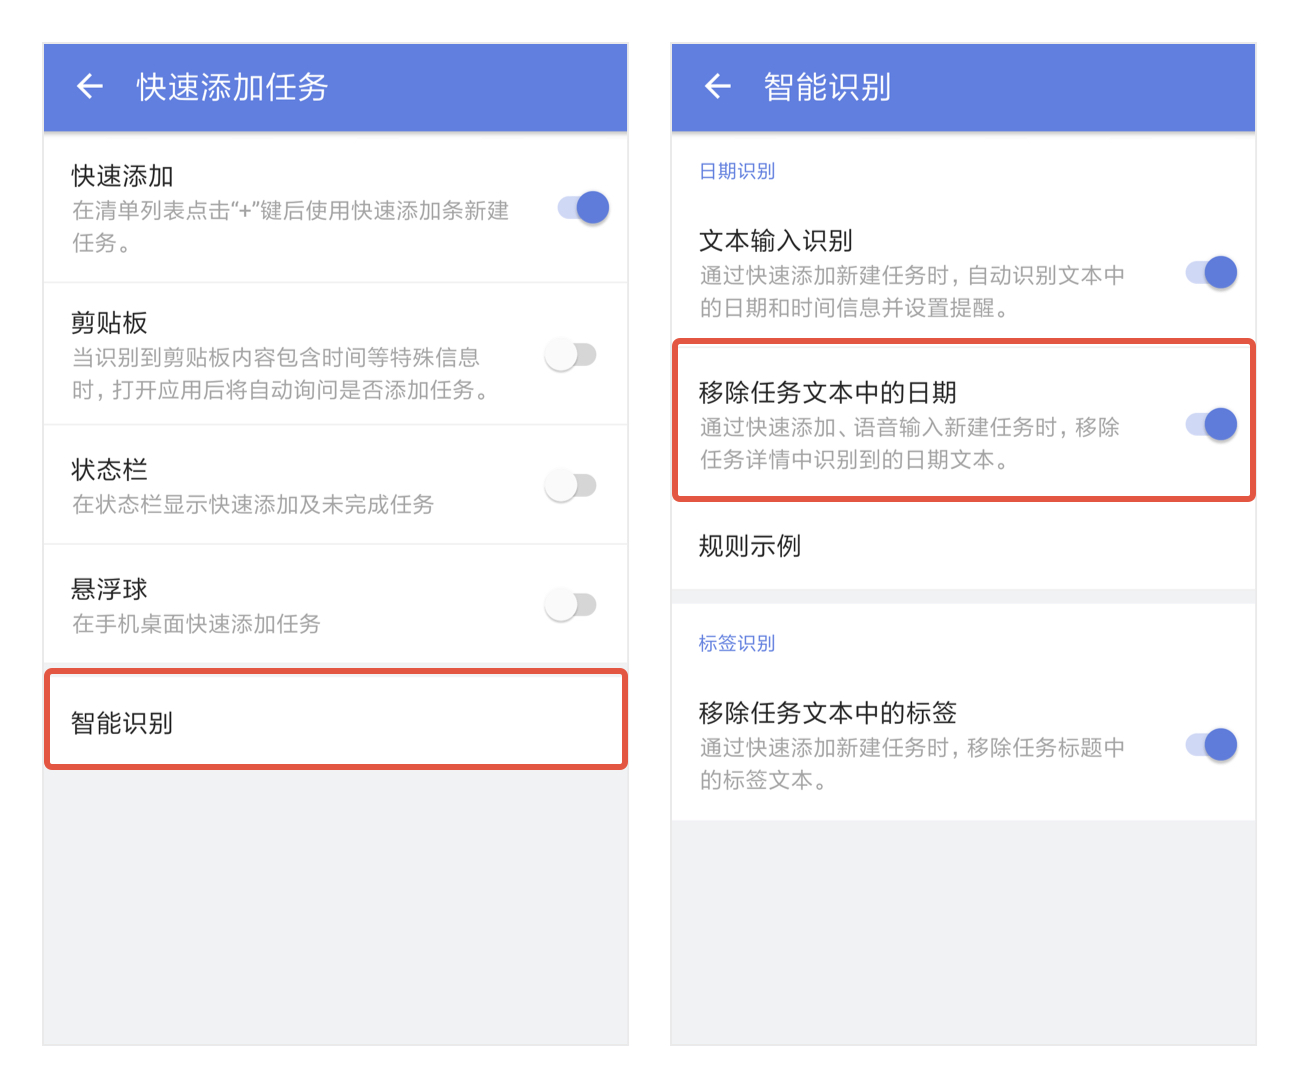 快速添加任务
快速添加
在清单列表点击“+”键后使用快速添加条新建
任务。
剪贴板
当识别到剪贴板内容包含时间等特殊信息
时,打开应用后将自动询问是否添加任务。
状态栏
在状态栏显示快速添加及未完成任务
悬浮球
在手机桌面快速添加任务
智能识别
智能识别
日期识别
文本输入识别
通过快速添加新建任务时,自动识别文本中
的日期和时间信息并设置提醒。
移除任务文本中的日期
通过快速添加、语音输入新建任务时,移除
任务详情中识别到的日期文本。
规则示例
标签识别
移除任务文本中的标签
通过快速添加新建任务时,移除任务标题中
的标签文本。